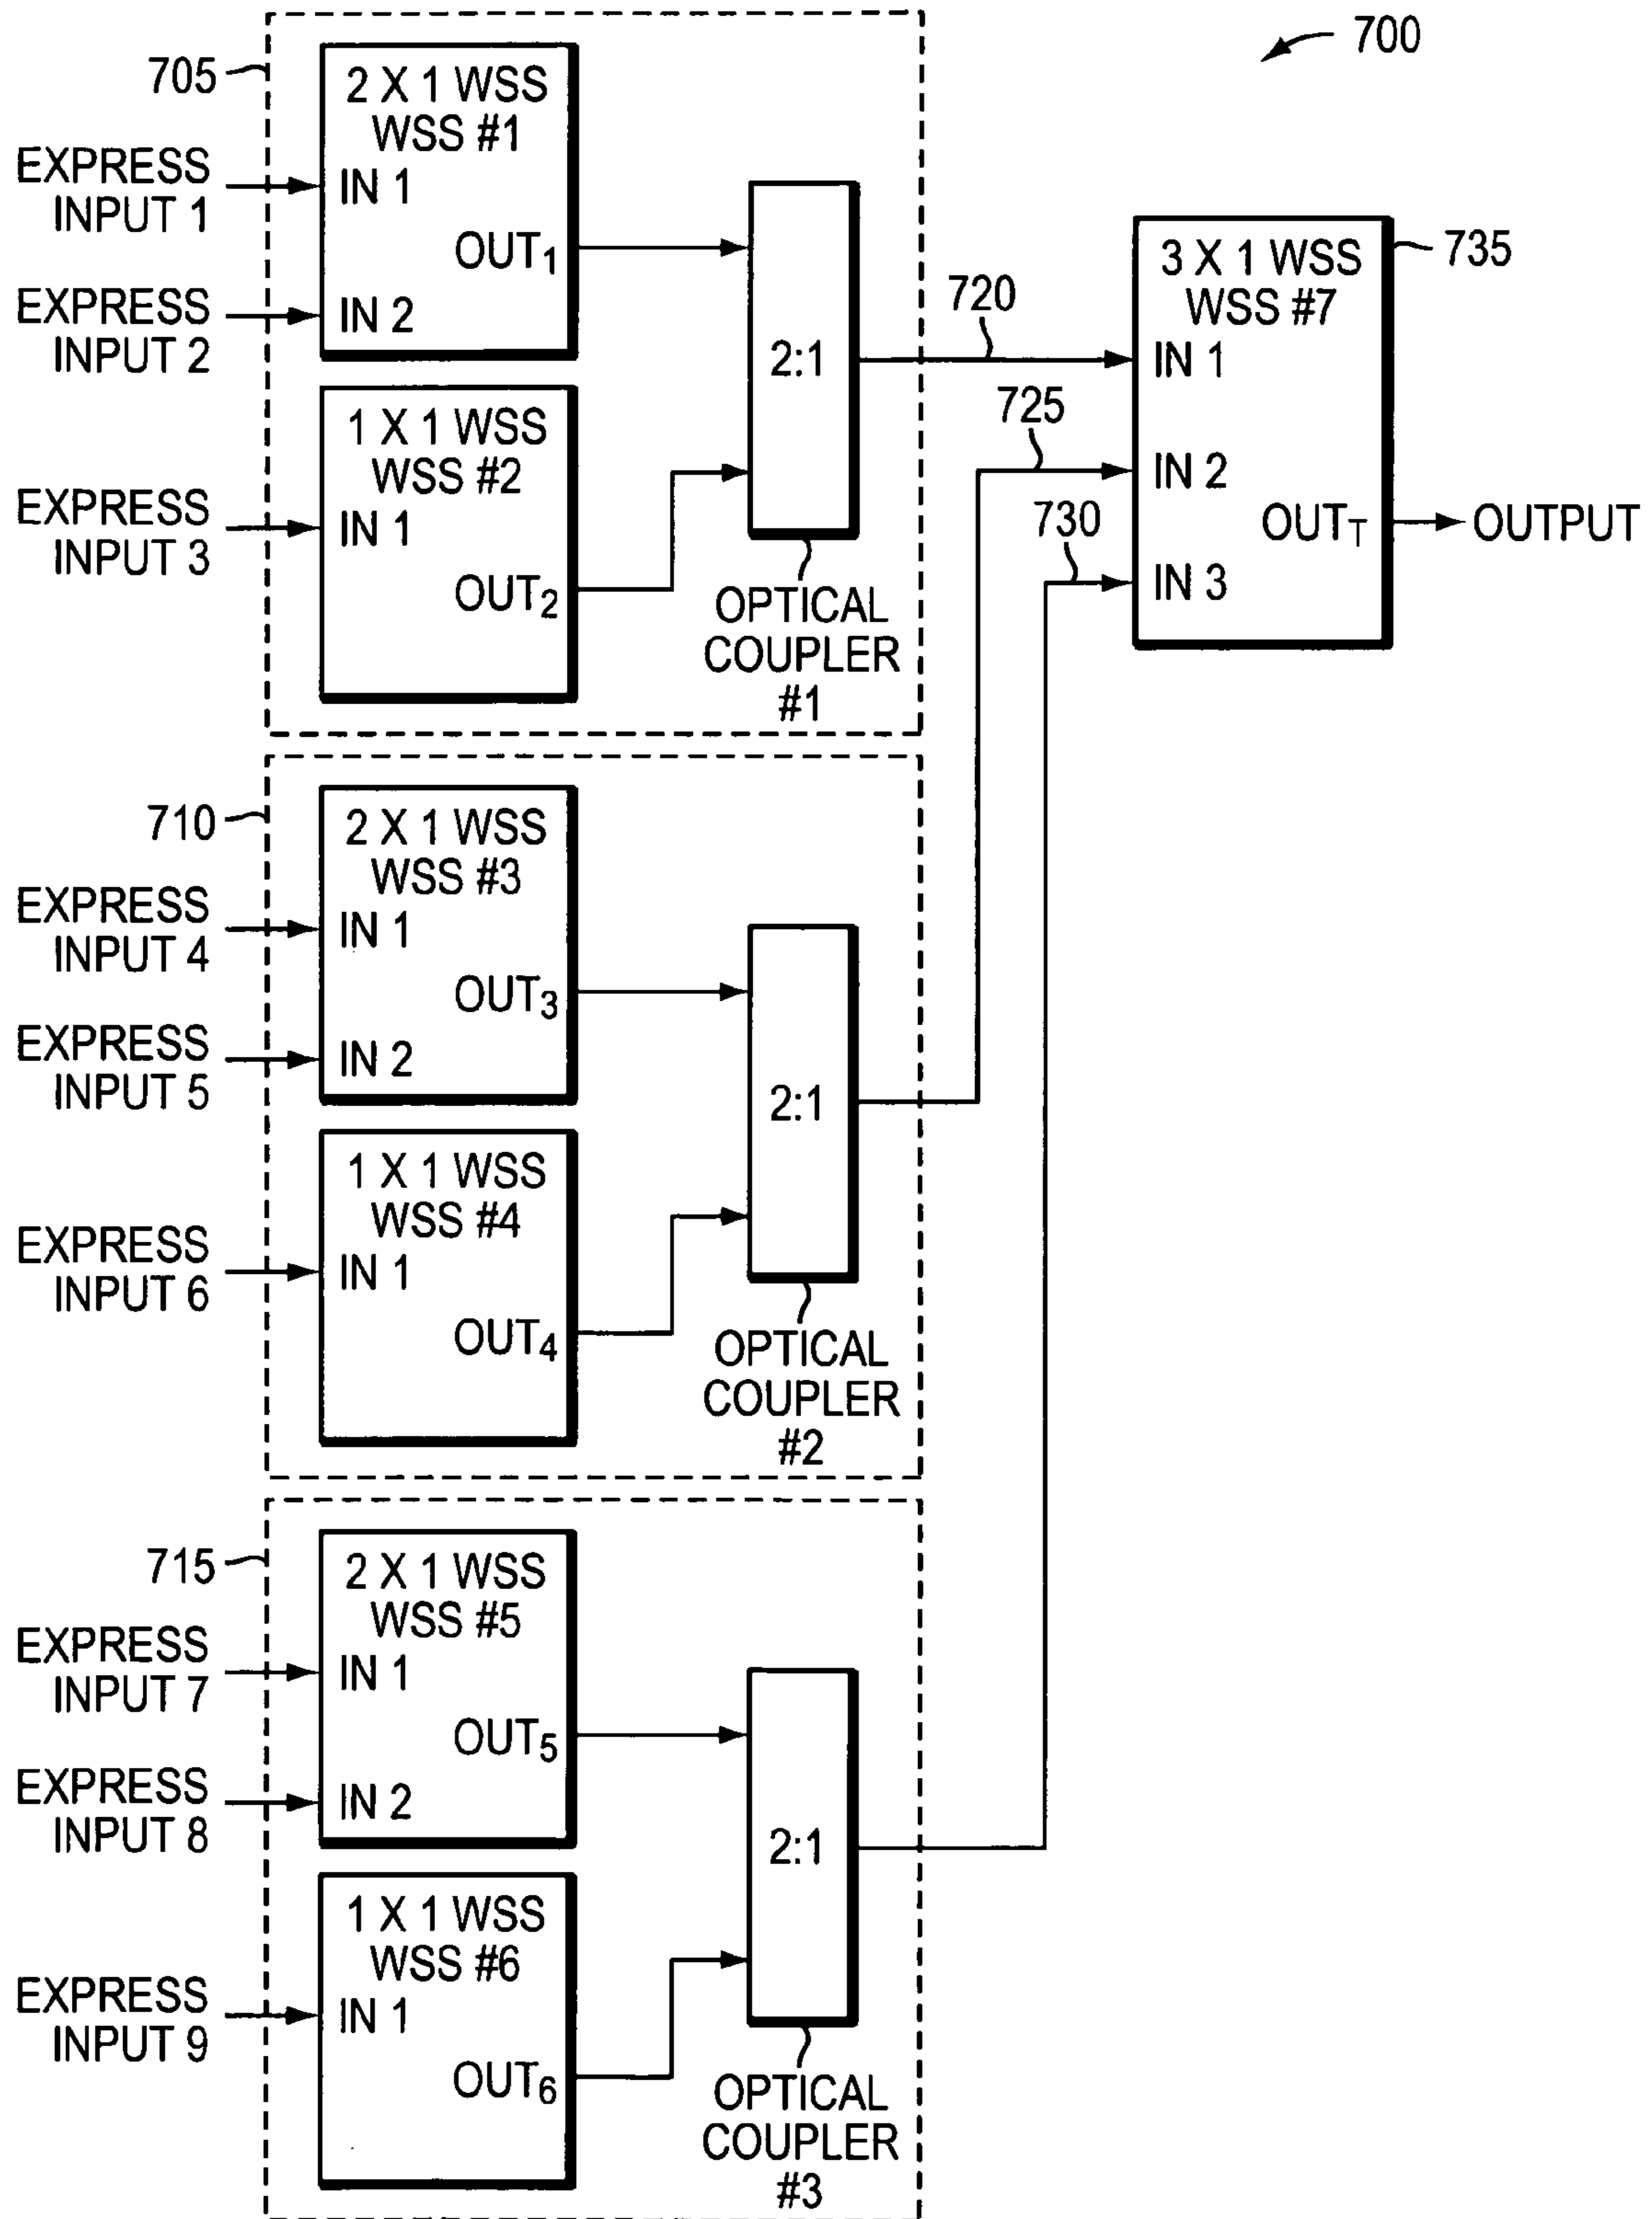 700
705
2 X 1 WSS
WSS #1
EXPRESS
INPUT 1
IN 1
OUT1
EXPRESS
INPUT 2
IN 2
1 X 1 WSS
WSS #2
EXPRESS
INPUT 3
IN 1
OUT2
2:1
OPTICAL
COUPLER
#1
720
725
730
3 X 1 WSS
WSS #7
735
IN 1
IN 2
IN 3
OUTT
OUTPUT
710
2 X 1 WSS
WSS #3
EXPRESS
INPUT 4
IN 1
OUT3
EXPRESS
INPUT 5
IN 2
1 X 1 WSS
WSS #4
EXPRESS
INPUT 6
IN 1
OUT4
2:1
OPTICAL
COUPLER
#2
715
2 X 1 WSS
WSS #5
EXPRESS
INPUT 7
IN 1
OUT5
EXPRESS
INPUT 8
IN 2
1 X 1 WSS
WSS #6
EXPRESS
INPUT 9
IN 1
OUT6
2:1
OPTICAL
COUPLER
#3